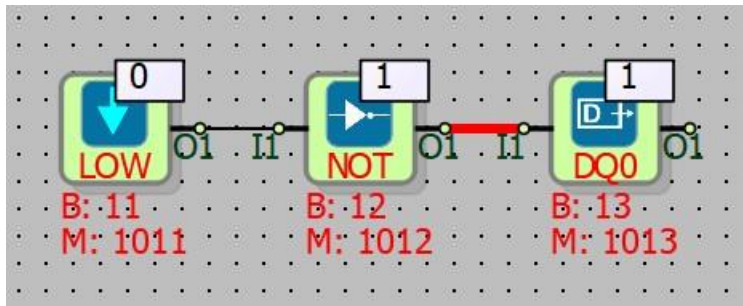 0 1 1
O1 I1 O1 I1 O1
D
LOW NOT DQ0
B: 11 B: 12 B: 13
M: 1011 M: 1012 M: 1013